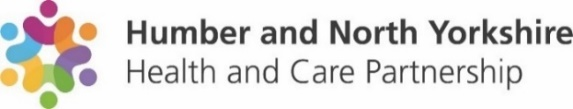 Humber and North Yorkshire
Health and Care Partnership